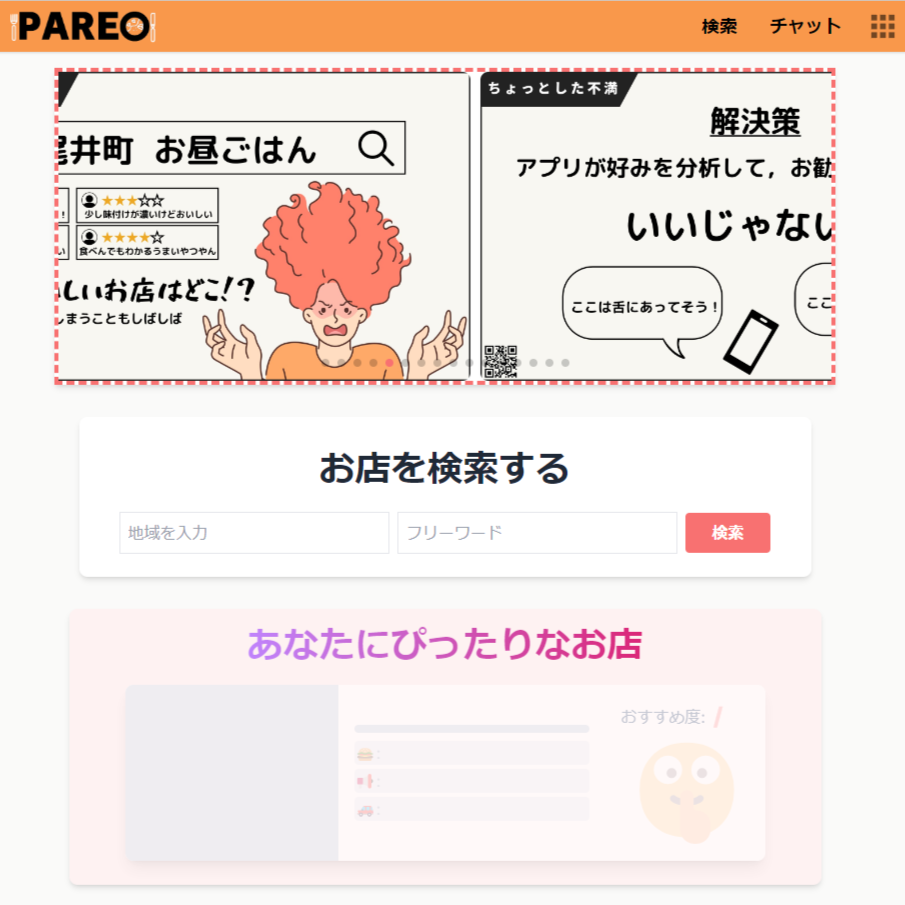 PAREO
検索
チャット
尾井町 お昼ごはん
少し味付けが濃いけどおいしい
食べんでもわかるうまいやつやん
しいお店はどこ!?
しまうこともしばしば
ちょっとした不満
解決策
アプリが好みを分析して，お勧
いいじゃない
ここは舌にあってそう！
ここ
お店を検索する
地域を入力
フリーワード
検索
あなたにぴったりなお店
おすすめ度: /
:
:
: